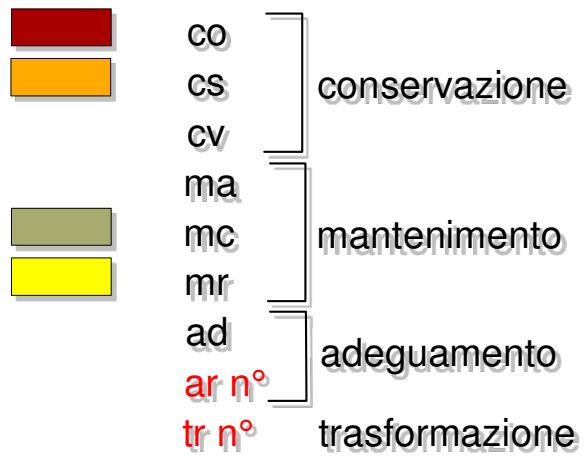 co
cs conservazione
cv
ma
mc mantenimento
mr
ad
adeguamento
ar n°
tr n° trasformazione